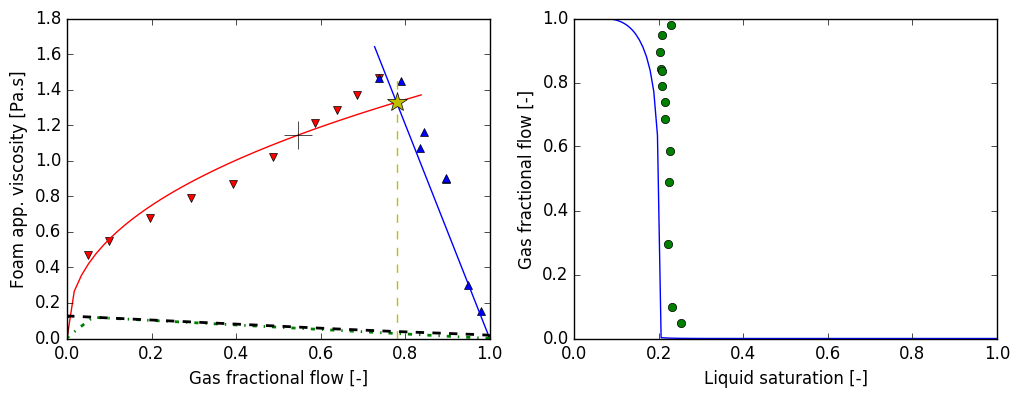 1.8
1.6
1.4
1.2
1.0
0.8
0.6
0.4
0.2
0.0
Foam app. viscosity [Pa.s]
0.0 0.2 0.4 0.6 0.8 1.0
Gas fractional flow [-]
1.0
0.8
0.6
0.4
0.2
0.0
Gas fractional flow [-]
0.0 0.2 0.4 0.6 0.8 1.0
Liquid saturation [-]